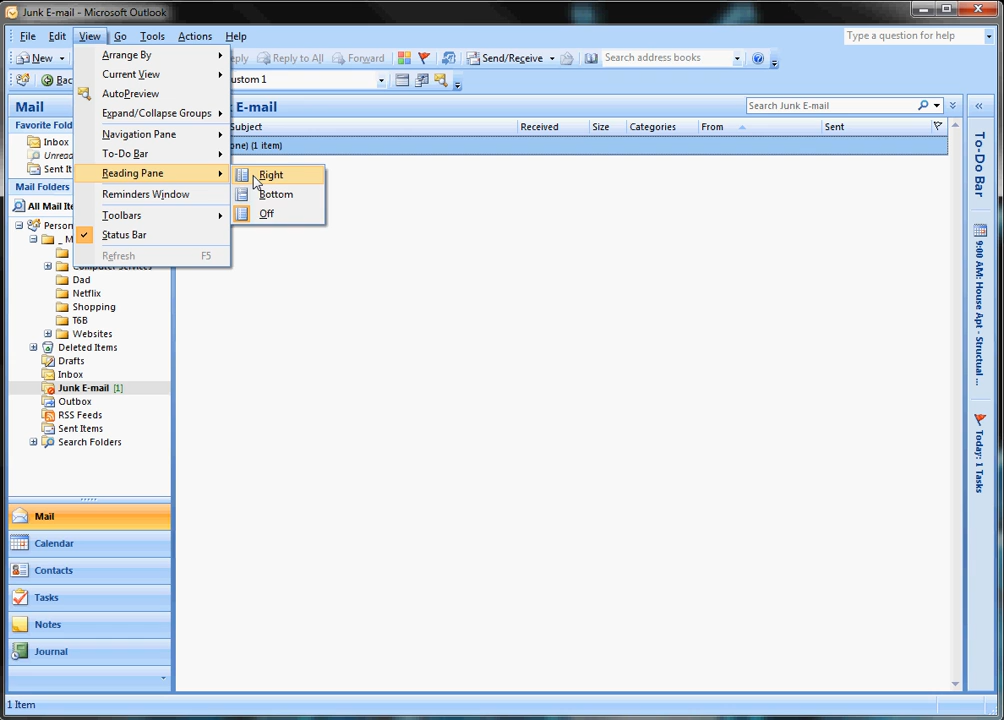 Junk E-mail - Microsoft Outlook
File Edit View Go Tools Actions Help Type a question for help
New Reply to All Forward Send/Receive Search address books
Bac ustom 1
Mail E-mail Search Junk E-mail
Favorite Fold Subject Received Size Categories From Sent
Inbox one) (1 item)
Unread
Sent It
Mail Folders
All Mail Ite
Person
_ M
Computer Services
Dad
Netflix
Shopping
T6B
Websites
Deleted Items
Drafts
Inbox
Junk E-mail [1]
Outbox
RSS Feeds
Sent Items
Search Folders
Arrange By
Current View
AutoPreview
Expand/Collapse Groups
Navigation Pane
To-Do Bar
Reading Pane
Reminders Window
Toolbars
Status Bar
Refresh F5
Right
Bottom
Off
To-Do Bar
9:00 AM: House Apt - Structual ...
Today: 1 Tasks
Mail
Calendar
Contacts
Tasks
Notes
Journal
1 Item